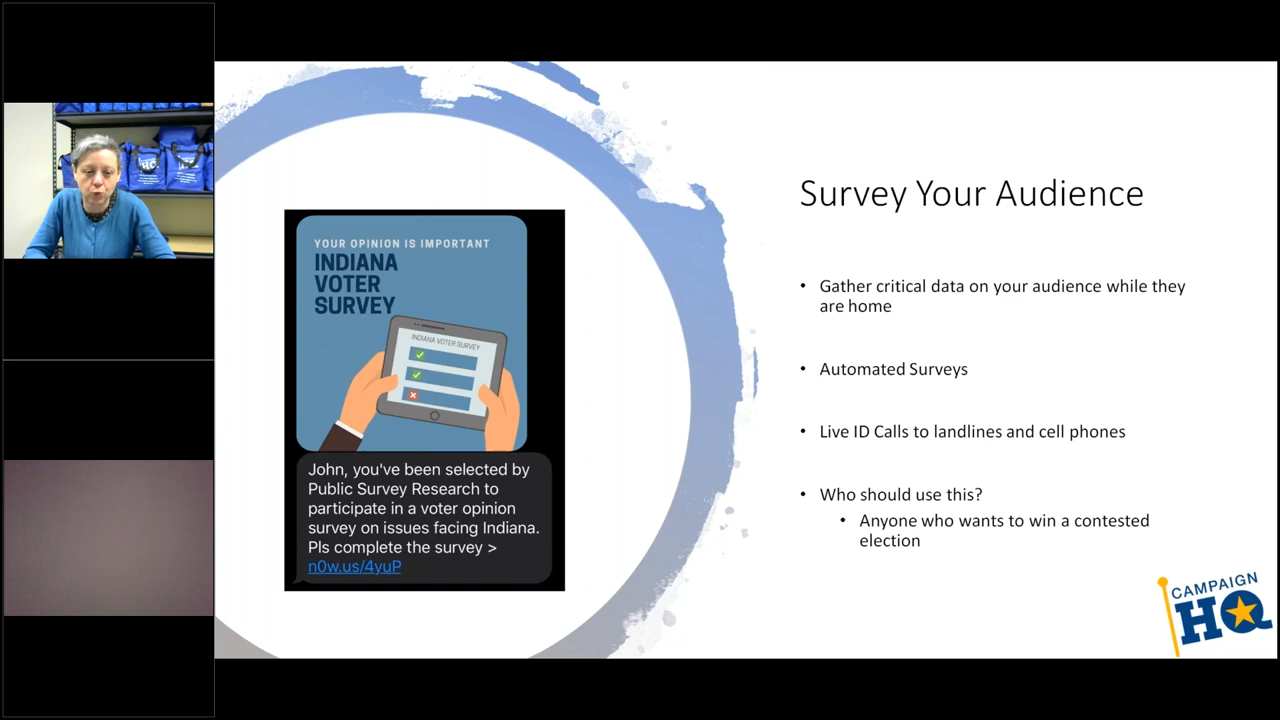 YOUR OPINION IS IMPORTANT
INDIANA
VOTER
SURVEY
INDIANA VOTER SURVEY
John, you've been selected by
Public Survey Research to
participate in a voter opinion
survey on issues facing Indiana.
Pls complete the survey >
n0w.us/4yuP
Survey Your Audience
• Gather critical data on your audience while they
are home
• Automated Surveys
• Live ID Calls to landlines and cell phones
• Who should use this?
• Anyone who wants to win a contested
election
CAMPAIGN
HQ
HQ